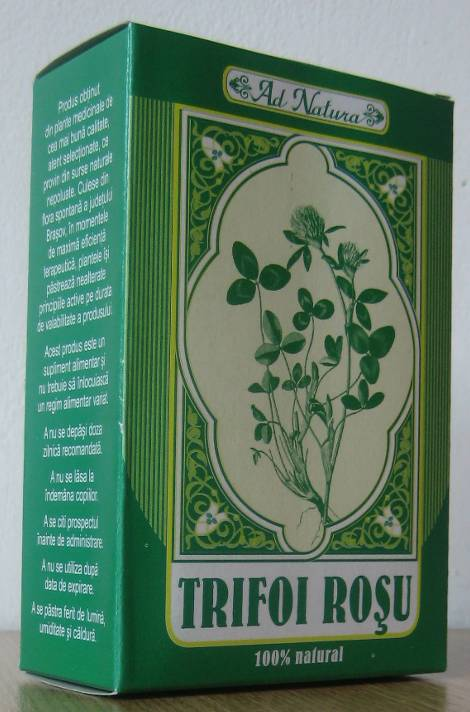 Produs obținut
din plante medicinale de
cea mai bună calitate,
atent selecționate, ce
provin din surse naturale
nepoluate. Culese din
flora spontană a județului
Brașov, în momentele
de maximă eficiență
terapeutică, plantele își
păstrează nealterate
principiile active pe durata
de valabilitate a produsului.
Acest produs este un
supliment alimentar și
nu trebuie să înlocuiască
un regim alimentar variat.
A nu se depăși doza
zilnică recomandată.
A nu se lăsa la
îndemâna copiilor.
A se citi prospectul
înainte de administrare.
A nu se utiliza după
data de expirare.
A se păstra ferit de lumină,
umiditate și căldură.
Ad Natura
TRIFOI ROȘU
100% natural